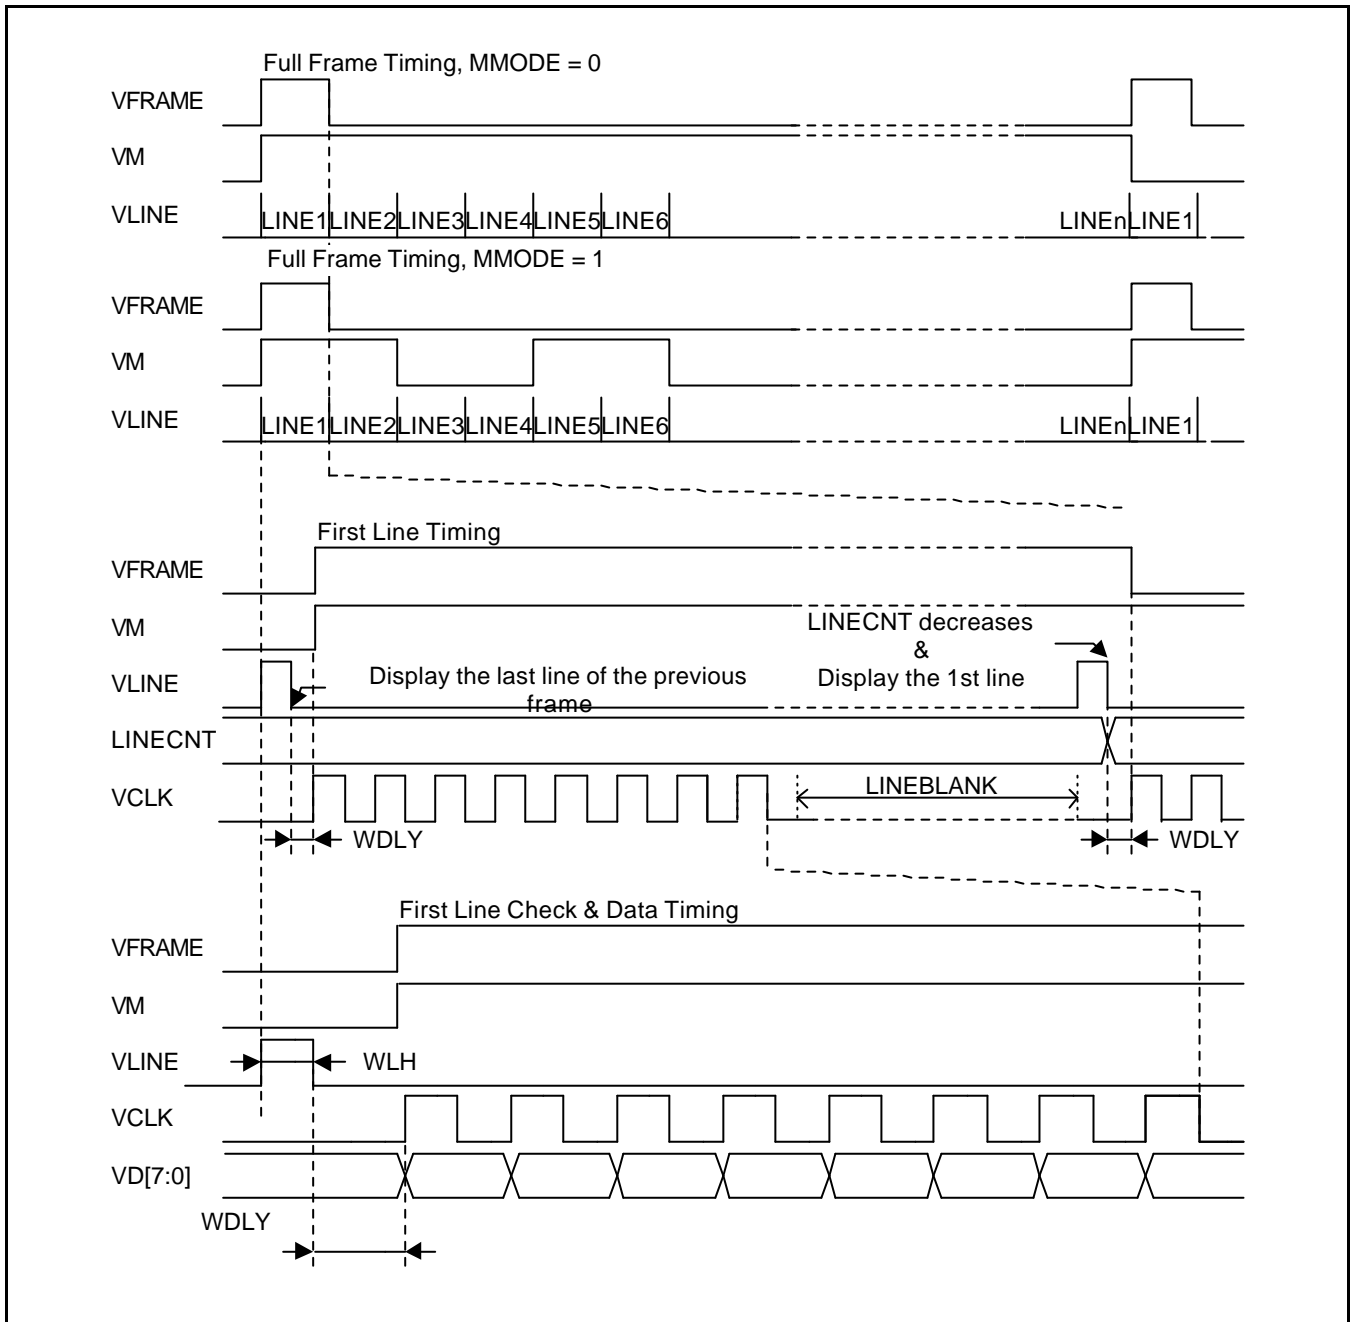 Full Frame Timing, MMODE = 0
VFRAME
VM
VLINE
LINE1 LINE2 LINE3 LINE4 LINE5 LINE6 LINEn LINE1
Full Frame Timing, MMODE = 1
VFRAME
VM
VLINE
LINE1 LINE2 LINE3 LINE4 LINE5 LINE6 LINEn LINE1
First Line Timing
VFRAME
VM
LINECNT decreases
&
Display the 1st line
VLINE
Display the last line of the previous
frame
LINECNT
VCLK
LINEBLANK
WDLY
WDLY
First Line Check & Data Timing
VFRAME
VM
VLINE
WLH
VCLK
VD[7:0]
WDLY